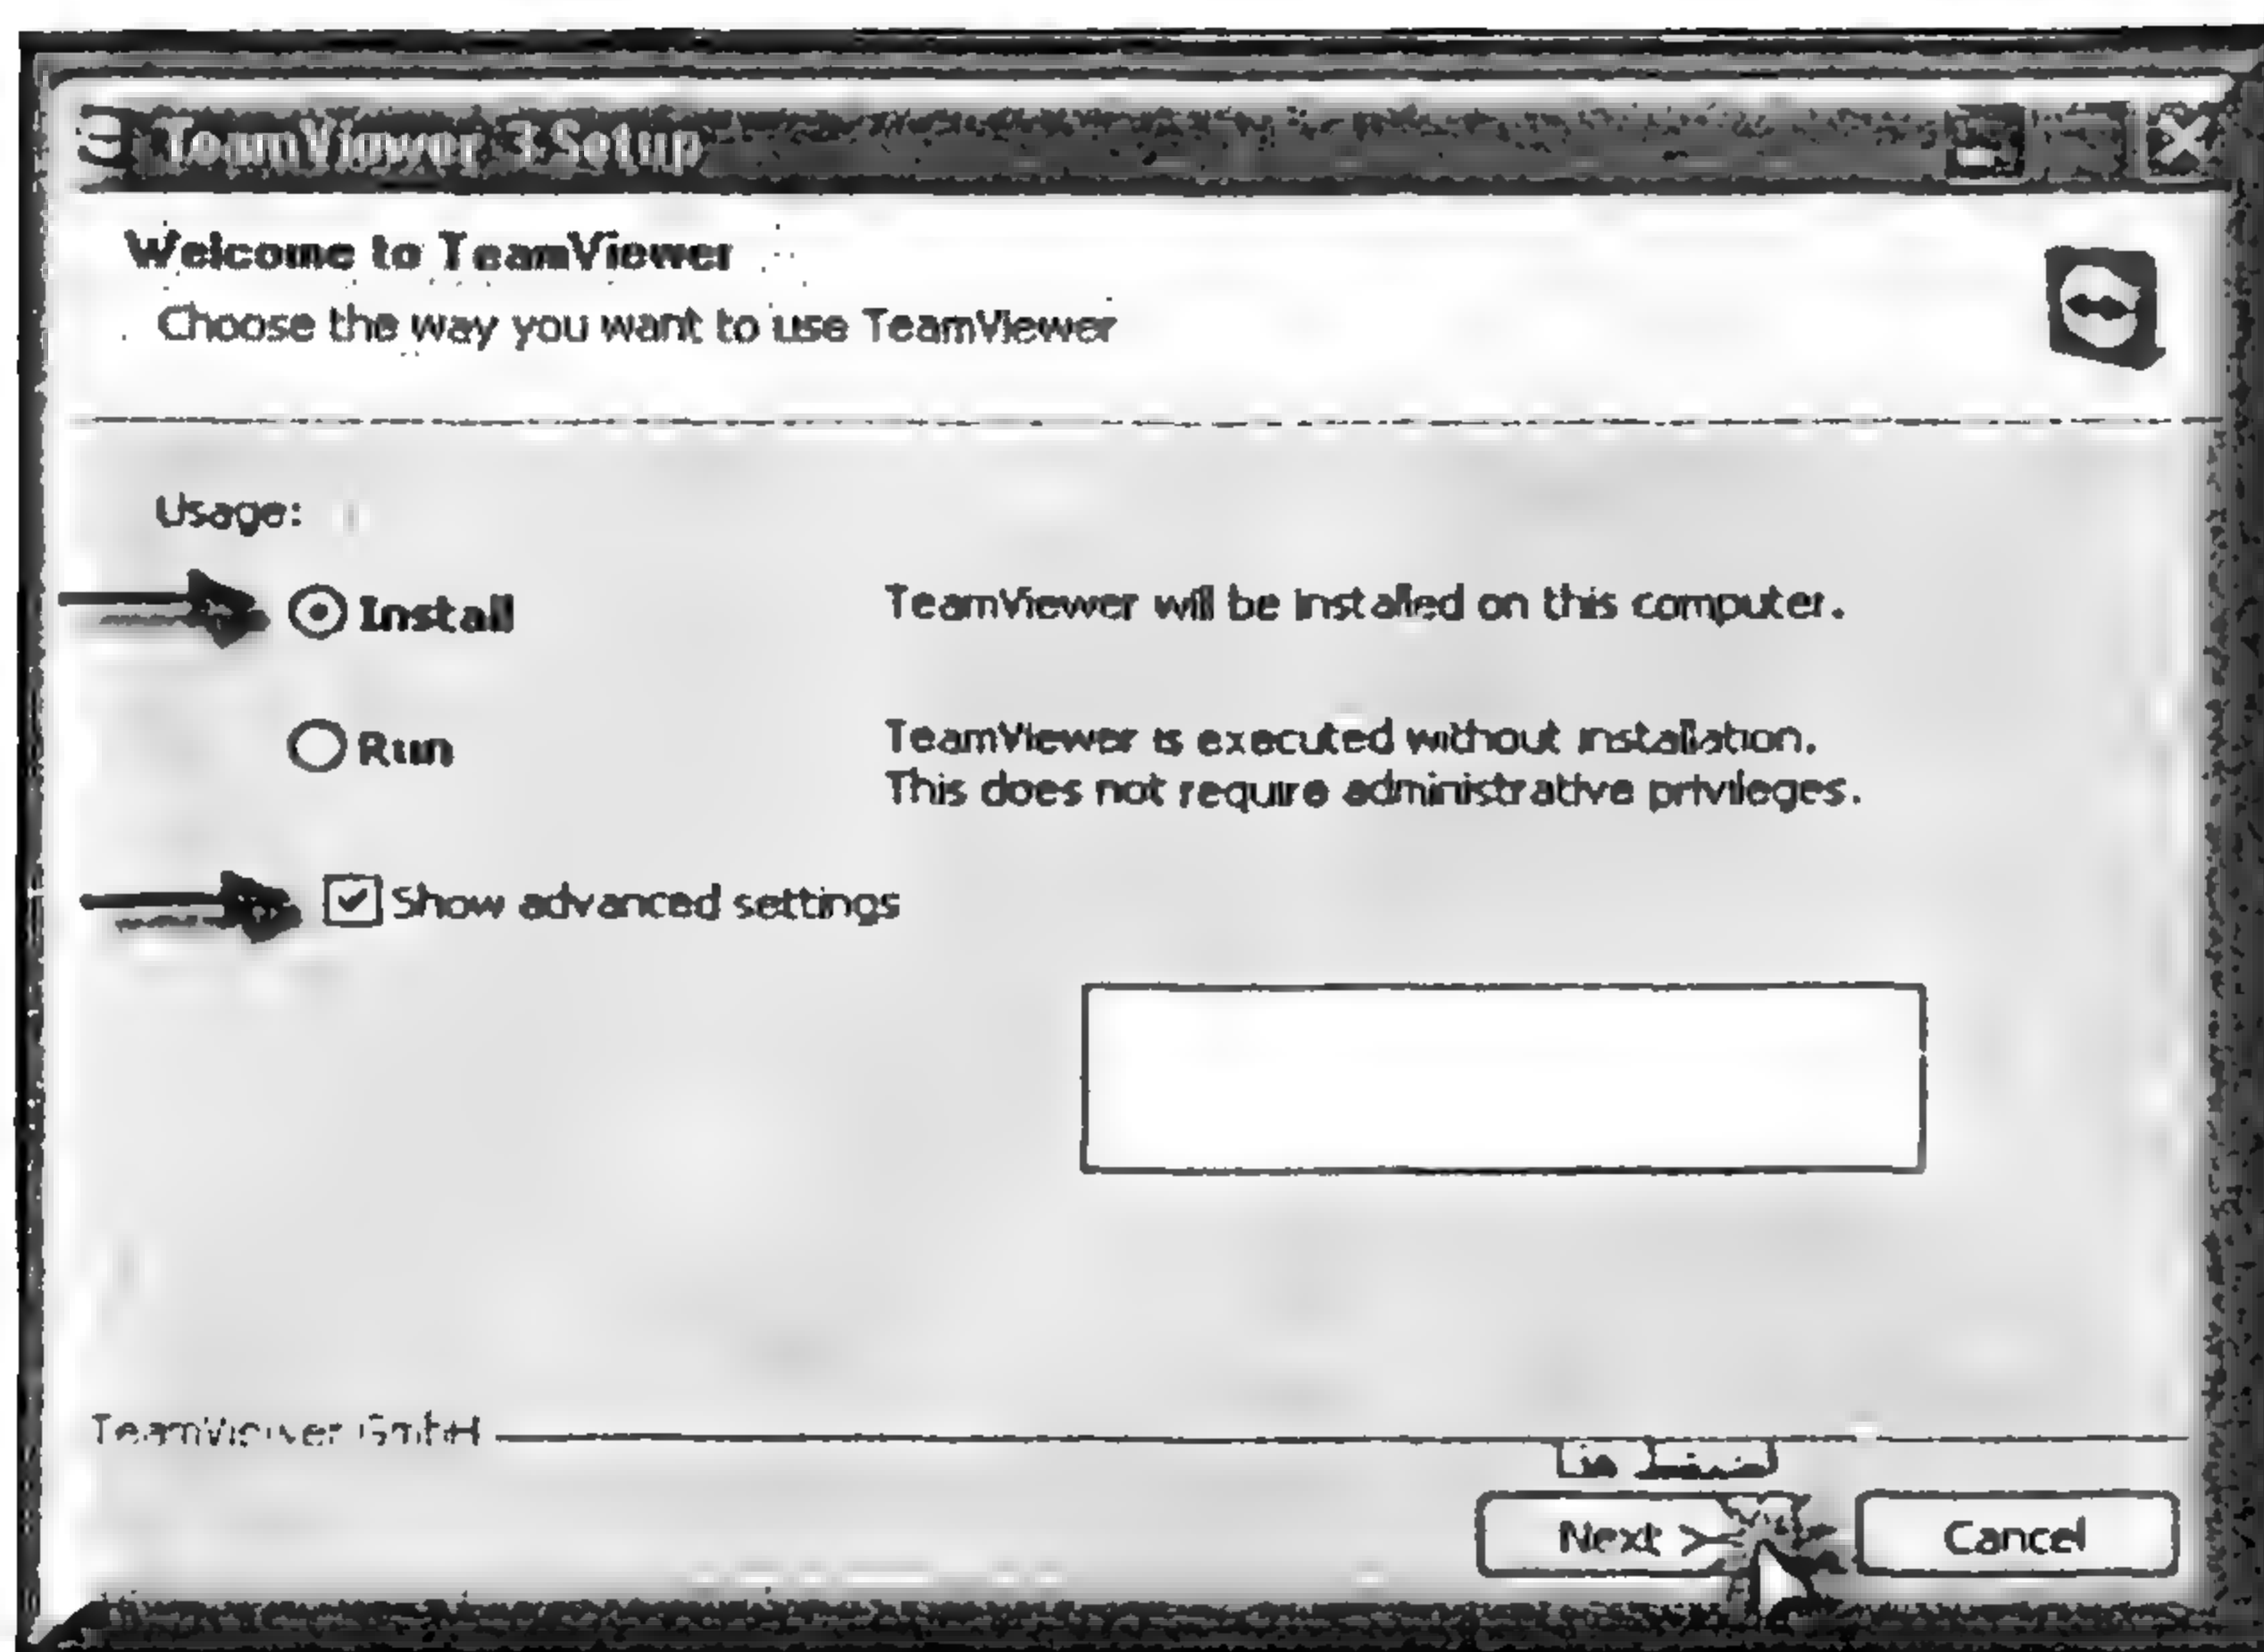 TeamViewer 3 Setup
Welcome to TeamViewer
Choose the way you want to use TeamViewer
Usage:
Install
TeamViewer will be installed on this computer.
Run
TeamViewer is executed without installation.
This does not require administrative privileges.
Show advanced settings
TeamViewer GmbH
Next >
Cancel